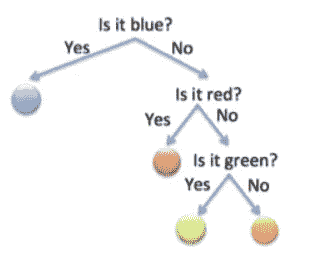 Is it blue?
Yes No
Is it red?
Yes No
Is it green?
Yes No